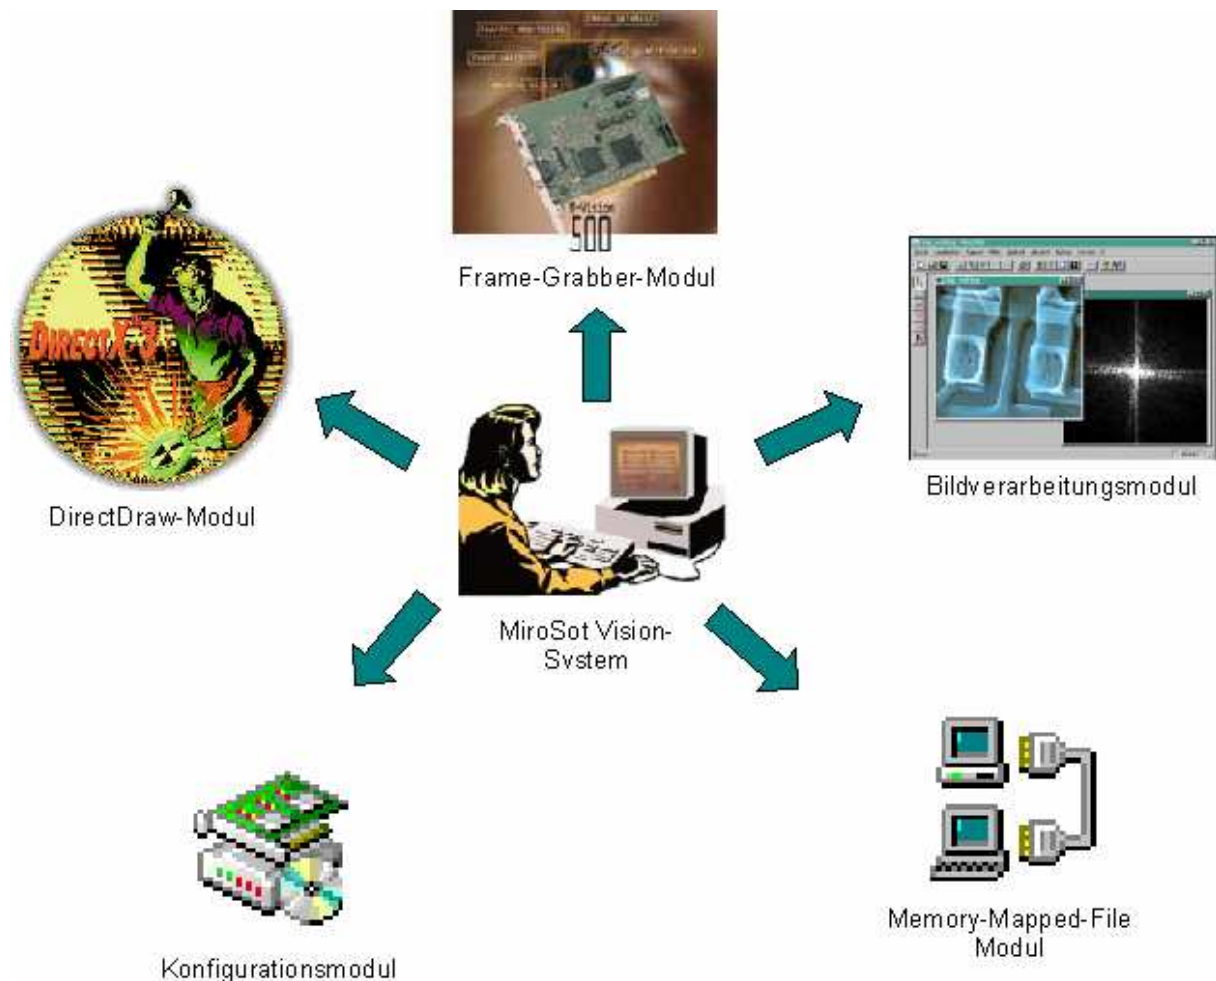 500
Frame-Grabber-Modul
DIRECTX 3
DirectDraw-Modul
Bildverarbeitungsmodul
MiroSot Vision-
System
Konfigurationsmodul
Memory-Mapped-File
Modul